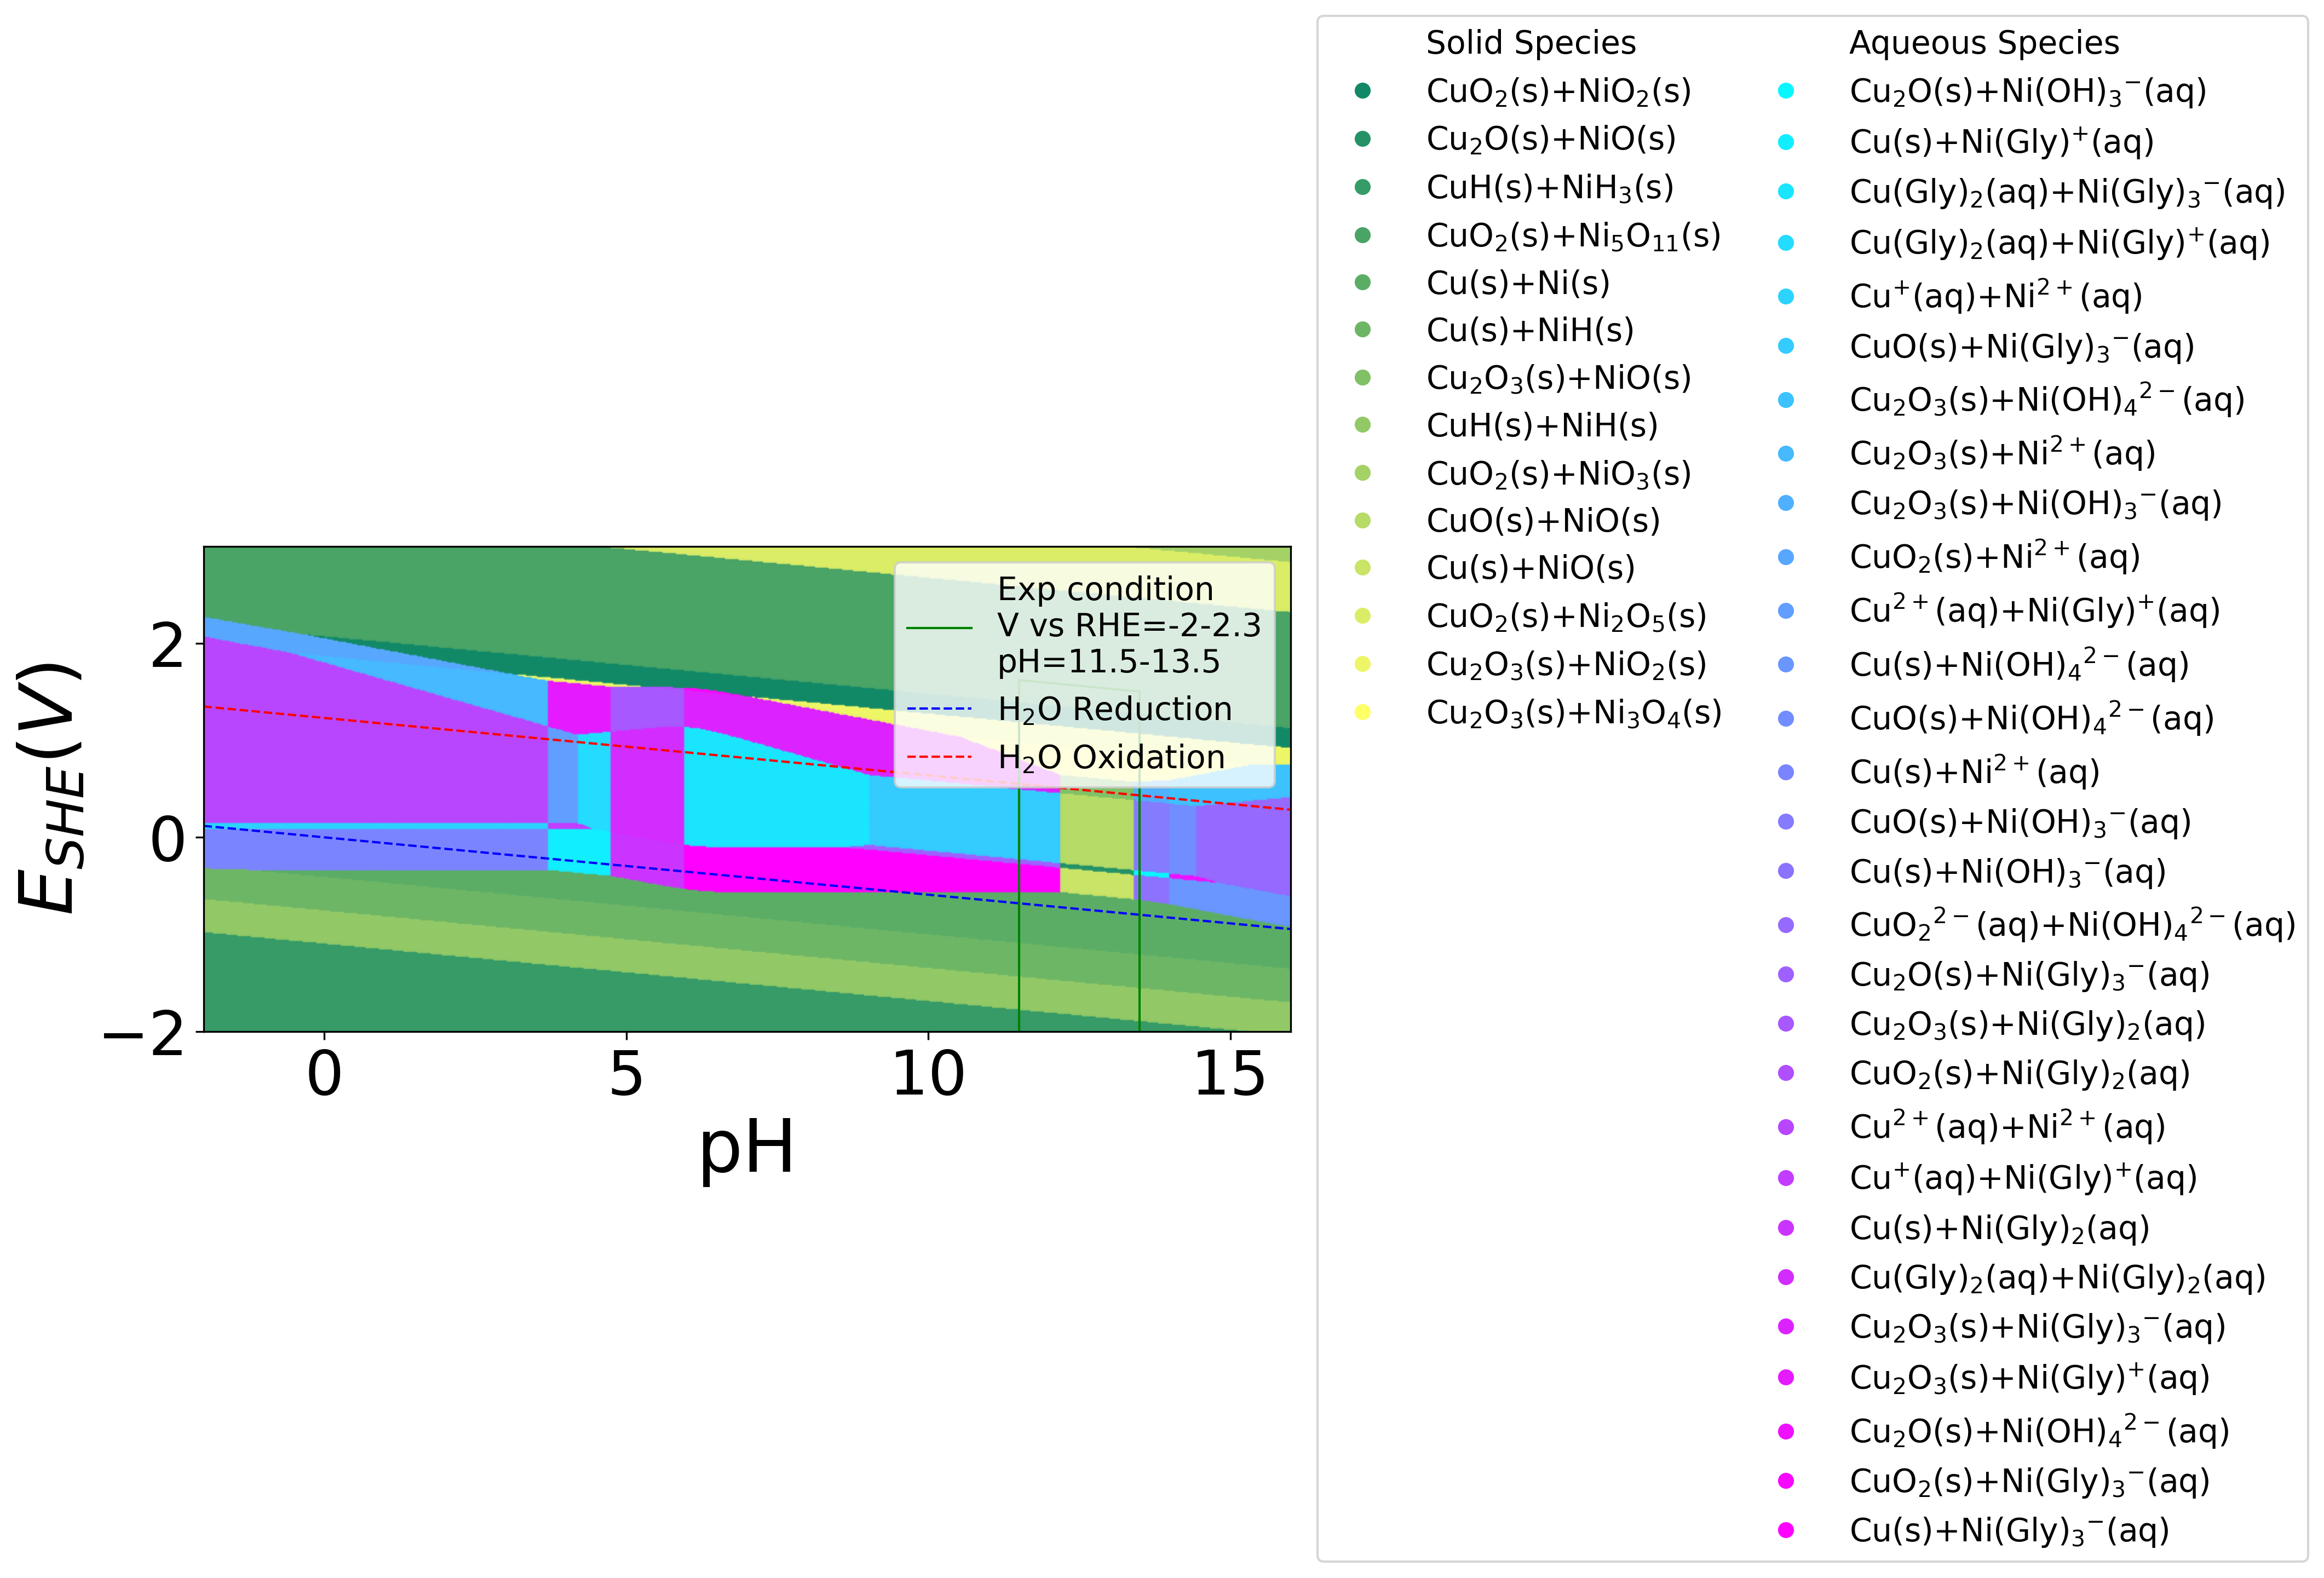 Solid Species
CuO₂(s)+NiO₂(s)
Cu₂O(s)+NiO(s)
CuH(s)+NiH₃(s)
CuO₂(s)+Ni₅O₁₁(s)
Cu(s)+Ni(s)
Cu(s)+NiH(s)
Cu₂O₃(s)+NiO(s)
CuH(s)+NiH(s)
CuO₂(s)+NiO₃(s)
CuO(s)+NiO(s)
Cu(s)+NiO(s)
CuO₂(s)+Ni₂O₅(s)
Cu₂O₃(s)+NiO₂(s)
Cu₂O₃(s)+Ni₃O₄(s)
Aqueous Species
Cu₂O(s)+Ni(OH)₃⁻(aq)
Cu(s)+Ni(Gly)⁺(aq)
Cu(Gly)₂(aq)+Ni(Gly)₃⁻(aq)
Cu(Gly)₂(aq)+Ni(Gly)⁺(aq)
Cu⁺(aq)+Ni²⁺(aq)
CuO(s)+Ni(Gly)₃⁻(aq)
Cu₂O₃(s)+Ni(OH)₄²⁻(aq)
Cu₂O₃(s)+Ni²⁺(aq)
Cu₂O₃(s)+Ni(OH)₃⁻(aq)
CuO₂(s)+Ni²⁺(aq)
Cu²⁺(aq)+Ni(Gly)⁺(aq)
Cu(s)+Ni(OH)₄²⁻(aq)
CuO(s)+Ni(OH)₄²⁻(aq)
Cu(s)+Ni²⁺(aq)
CuO(s)+Ni(OH)₃⁻(aq)
Cu(s)+Ni(OH)₃⁻(aq)
CuO₂²⁻(aq)+Ni(OH)₄²⁻(aq)
Cu₂O(s)+Ni(Gly)₃⁻(aq)
Cu₂O₃(s)+Ni(Gly)₂(aq)
CuO₂(s)+Ni(Gly)₂(aq)
Cu²⁺(aq)+Ni²⁺(aq)
Cu⁺(aq)+Ni(Gly)⁺(aq)
Cu(s)+Ni(Gly)₂(aq)
Cu(Gly)₂(aq)+Ni(Gly)₂(aq)
Cu₂O₃(s)+Ni(Gly)₃⁻(aq)
Cu₂O₃(s)+Ni(Gly)⁺(aq)
Cu₂O(s)+Ni(OH)₄²⁻(aq)
CuO₂(s)+Ni(Gly)₃⁻(aq)
Cu(s)+Ni(Gly)₃⁻(aq)
Exp condition
V vs RHE=-2-2.3
pH=11.5-13.5
H₂O Reduction
H₂O Oxidation
E_SHE(V)
2
0
−2
0 5 10 15
pH